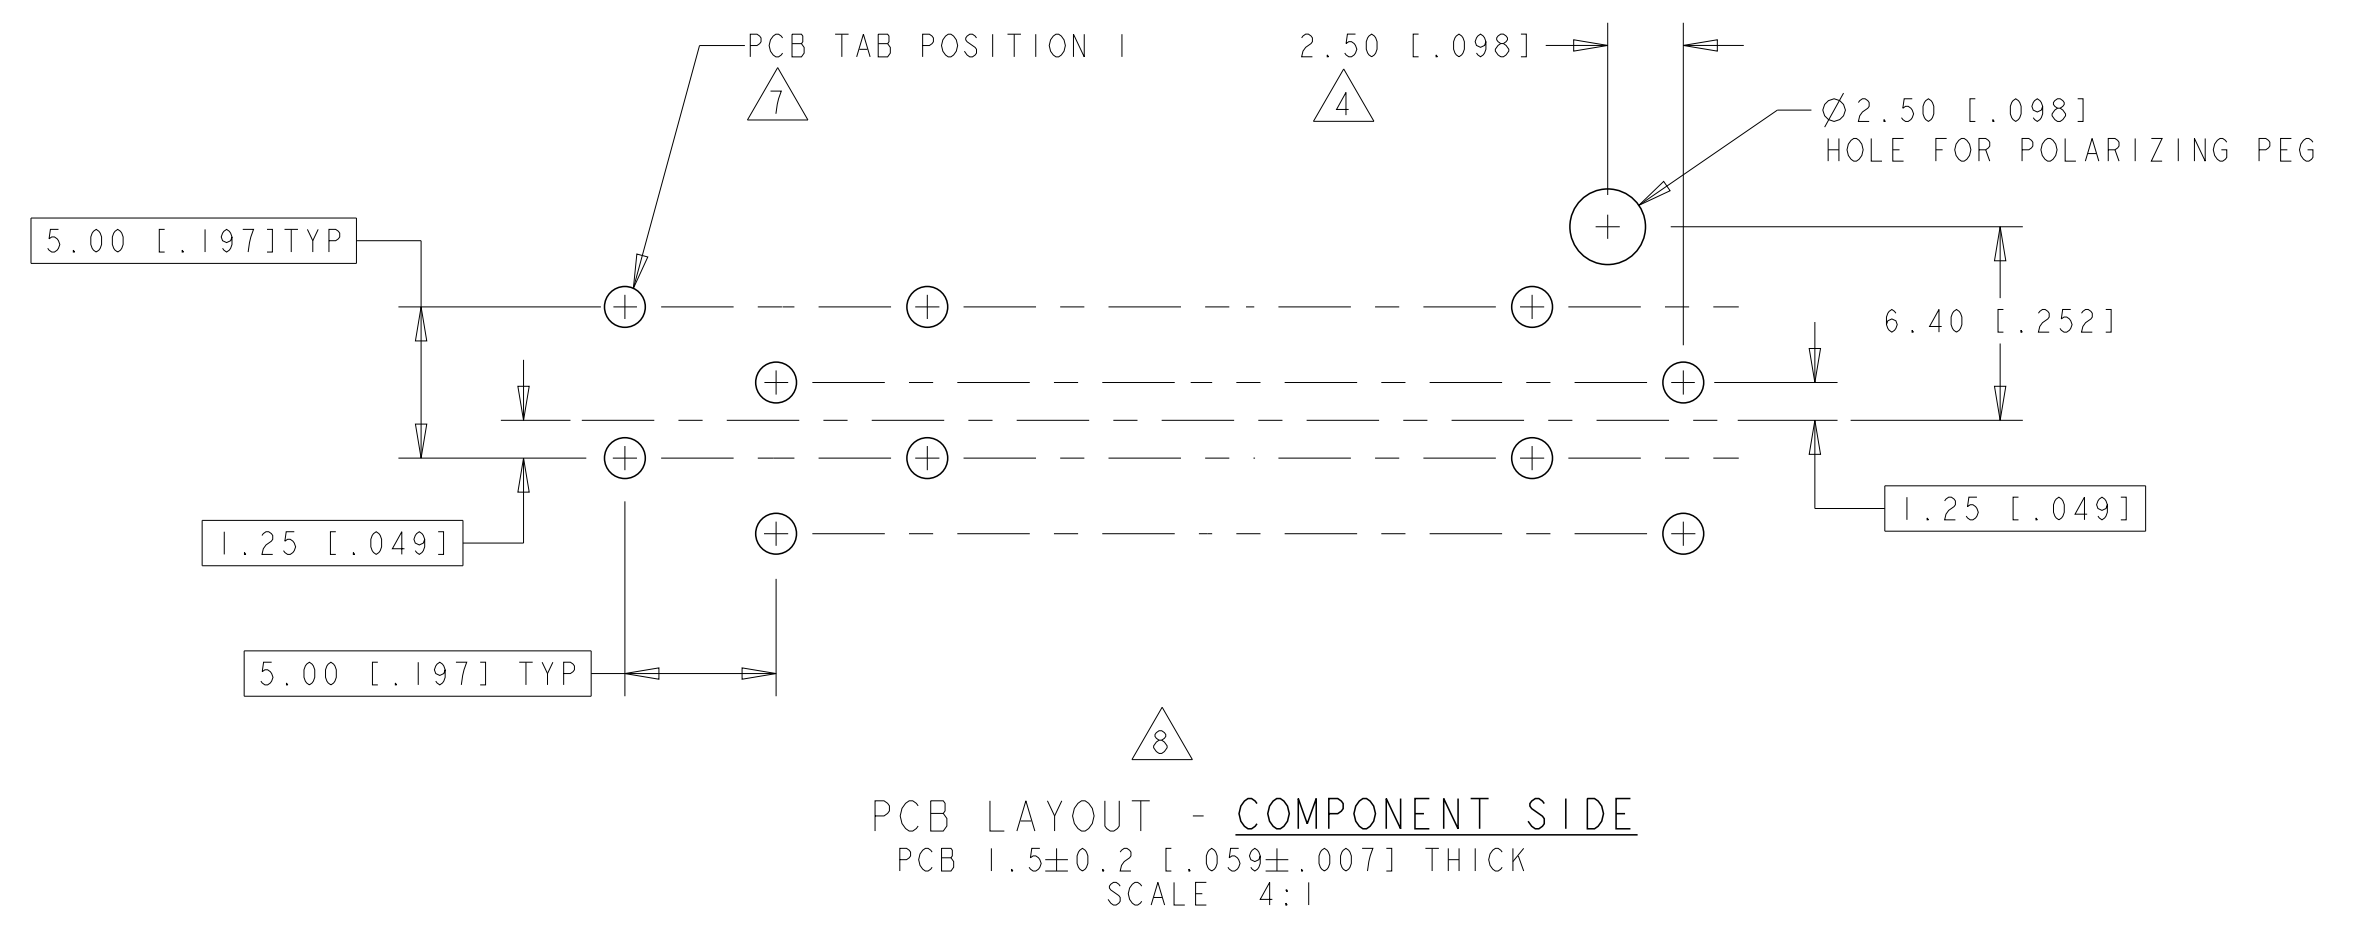 PCB TAB POSITION 1
7
2.50 [.098]
4
Ø2.50 [.098]
HOLE FOR POLARIZING PEG
5.00 [.197]TYP
6.40 [.252]
1.25 [.049]
1.25 [.049]
5.00 [.197] TYP
8
PCB LAYOUT - COMPONENT SIDE
PCB 1.5±0.2 [.059±.007] THICK
SCALE 4:1